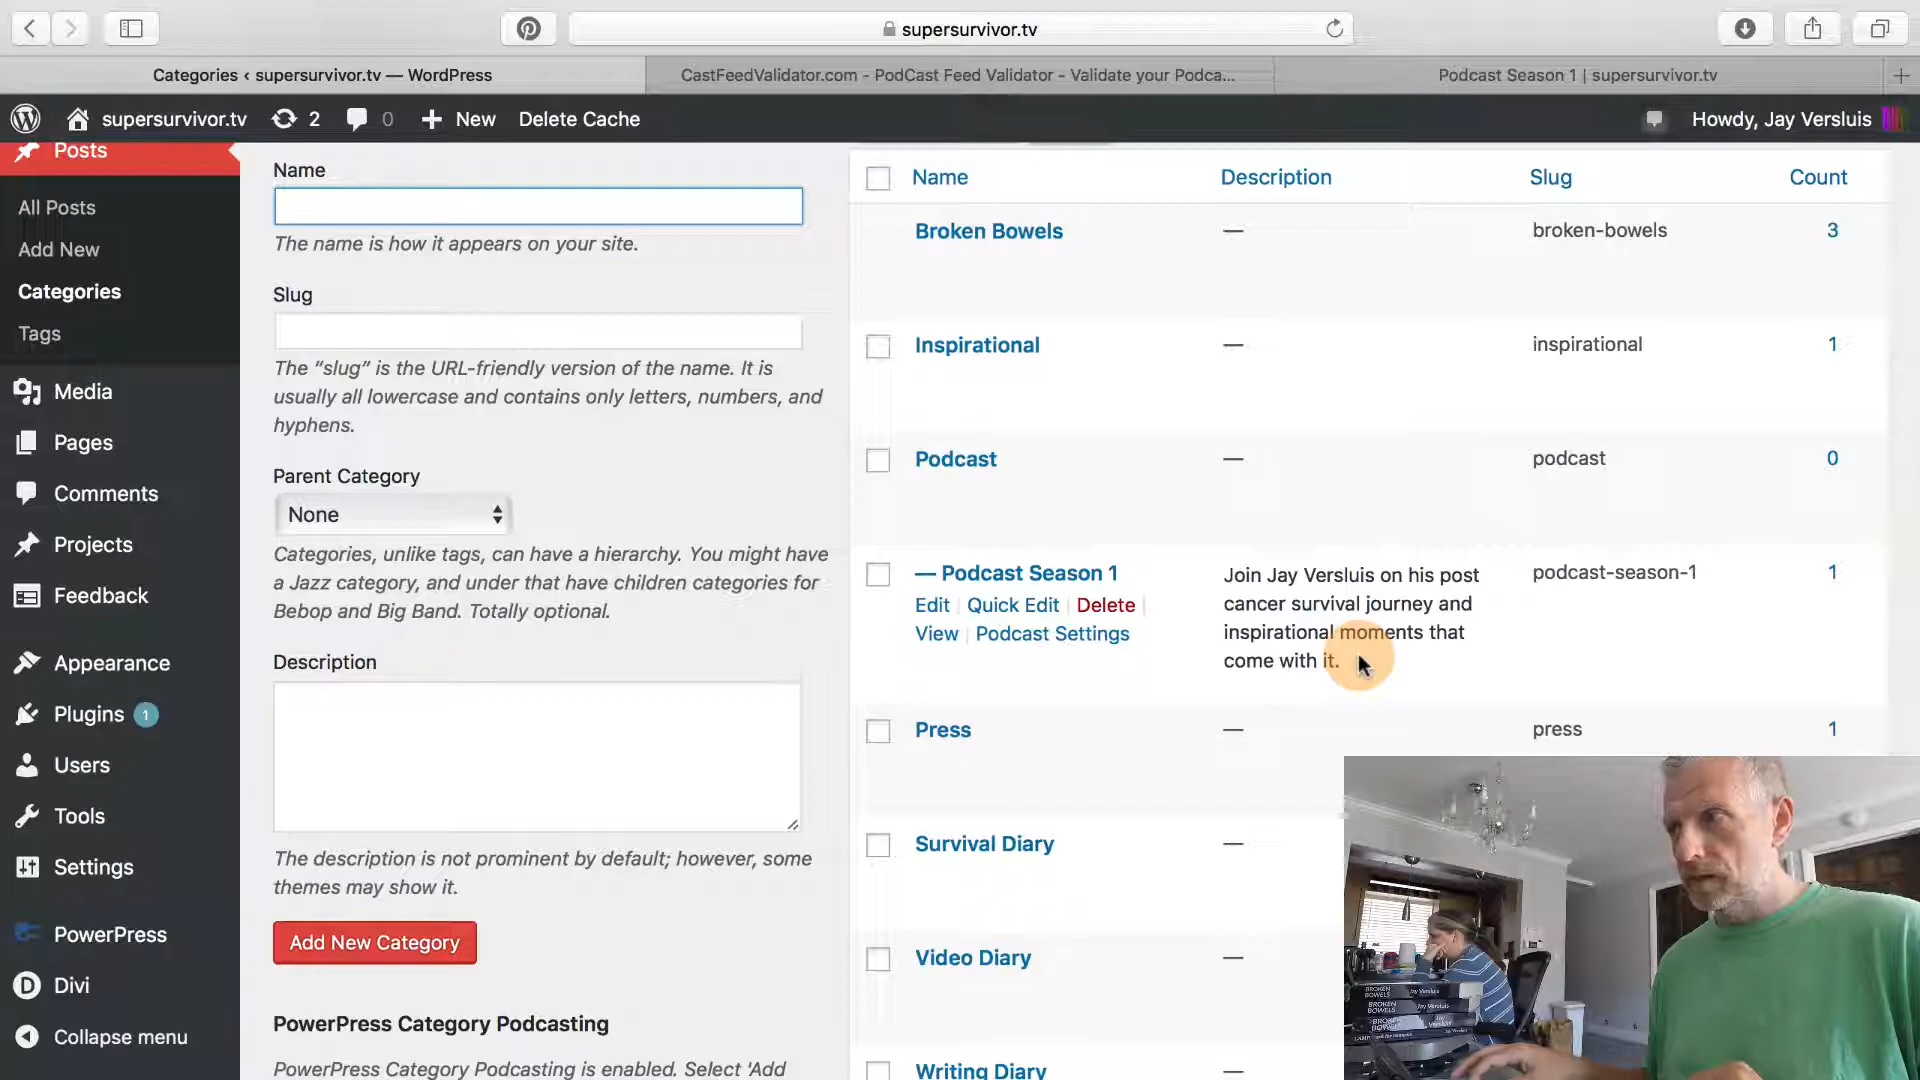 supersurvivor.tv
Categories ‹ supersurvivor.tv — WordPress
CastFeedValidator.com - PodCast Feed Validator - Validate your Podca...
Podcast Season 1 | supersurvivor.tv
supersurvivor.tv
2
0
New
Delete Cache
Howdy, Jay Versluis
Posts
All Posts
Add New
Categories
Tags
Media
Pages
Comments
Projects
Feedback
Appearance
Plugins 1
Users
Tools
Settings
PowerPress
Divi
Collapse menu
Name
The name is how it appears on your site.
Slug
The “slug” is the URL-friendly version of the name. It is
usually all lowercase and contains only letters, numbers, and
hyphens.
Parent Category
None
Categories, unlike tags, can have a hierarchy. You might have
a Jazz category, and under that have children categories for
Bebop and Big Band. Totally optional.
Description
The description is not prominent by default; however, some
themes may show it.
Add New Category
PowerPress Category Podcasting
PowerPress Category Podcasting is enabled. Select 'Add
Name Description Slug Count
Broken Bowels — broken-bowels 3
Inspirational — inspirational 1
Podcast — podcast 0
— Podcast Season 1
Edit | Quick Edit | Delete |
View | Podcast Settings
Join Jay Versluis on his post
cancer survival journey and
inspirational moments that
come with it.
podcast-season-1 1
Press — press 1
Survival Diary —
Video Diary —
Writing Diary —
BROKEN
BOWELS Jay Versluis
BROKEN
BOWELS Jay Versluis
BROKEN
BOWELS